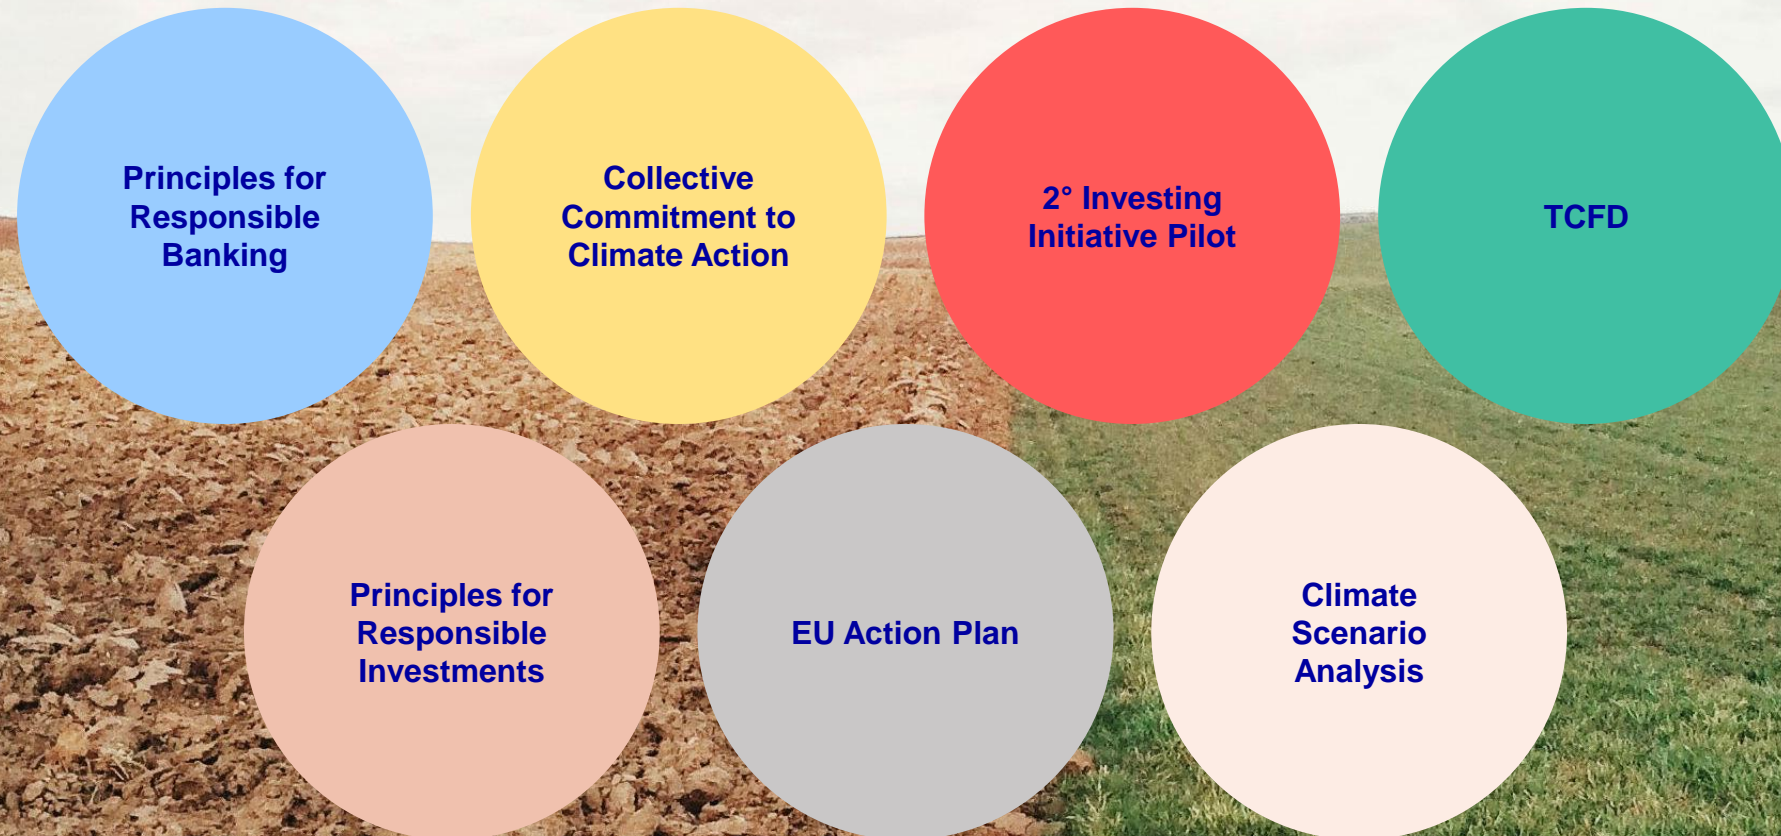 Principles for
Responsible
Banking
Collective
Commitment to
Climate Action
2° Investing
Initiative Pilot
TCFD
Principles for
Responsible
Investments
EU Action Plan
Climate
Scenario
Analysis